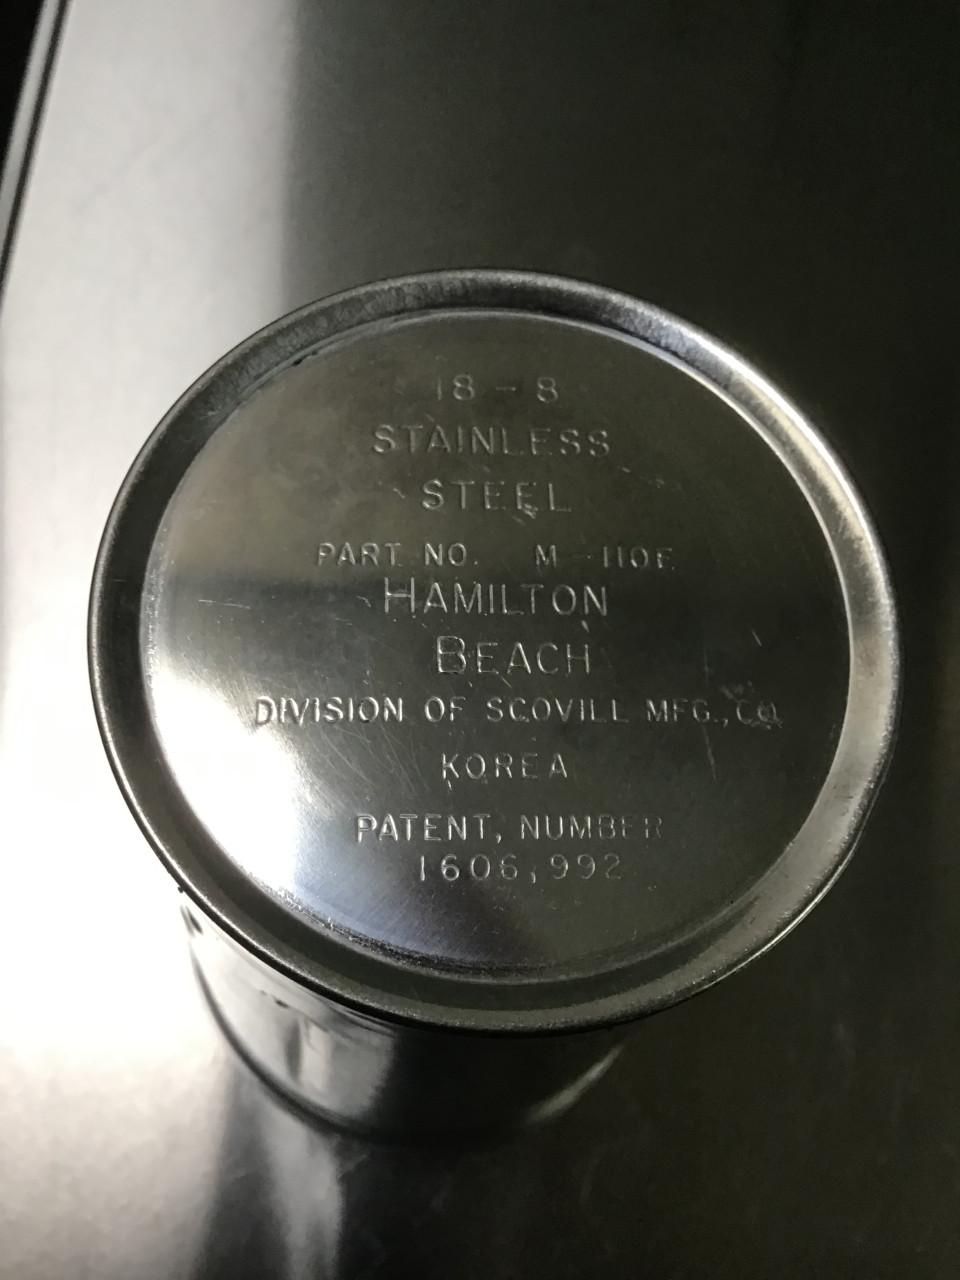 18 - 8
STAINLESS
STEEL
PART NO. M - 110E
HAMILTON
BEACH
DIVISION OF SCOVILL MFG., CO.
KOREA
PATENT, NUMBER
1606,992